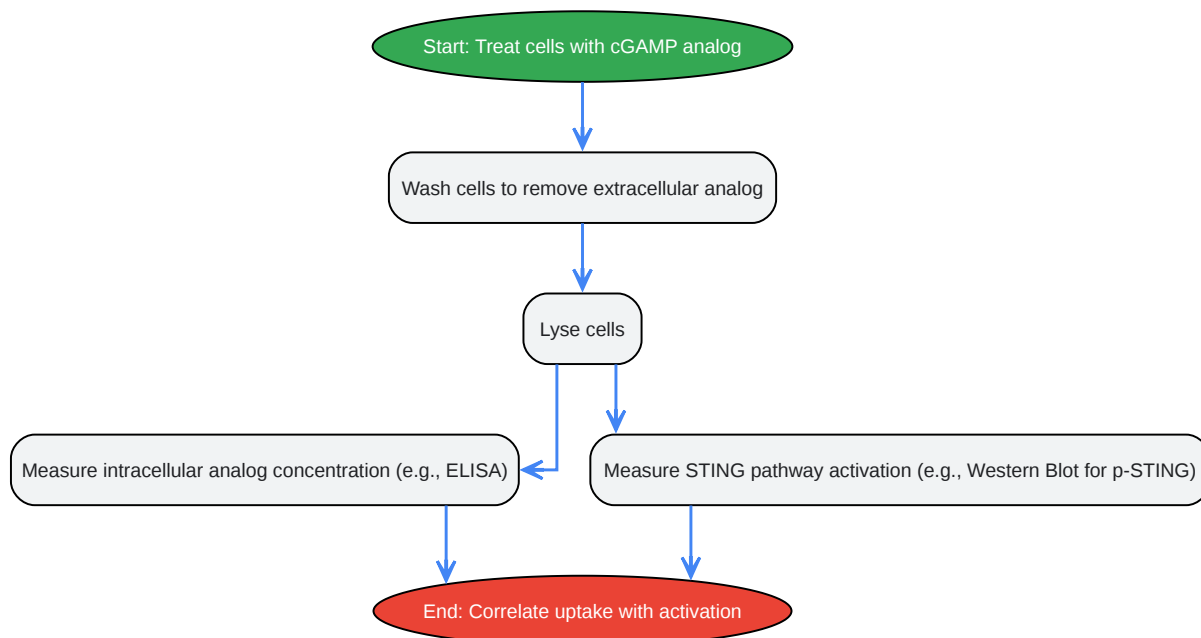 Start: Treat cells with cGAMP analog
Wash cells to remove extracellular analog
Lyse cells
Measure intracellular analog concentration (e.g., ELISA)
Measure STING pathway activation (e.g., Western Blot for p-STING)
End: Correlate uptake with activation